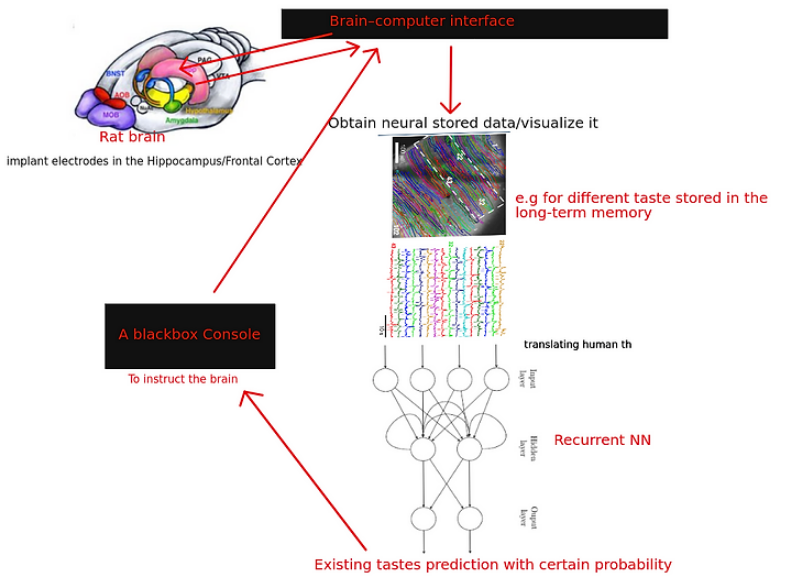 Brain–computer interface
PAG
VTA
BNST
AOB
MOB
Hypothalamus
Amygdala
Rat brain
implant electrodes in the Hippocampus/Frontal Cortex
Obtain neural stored data/visualize it
e.g for different taste stored in the
long-term memory
A blackbox Console
To instruct the brain
translating human th
Input
layer
Hidden
layer
Recurrent NN
Ouput
layer
Existing tastes prediction with certain probability